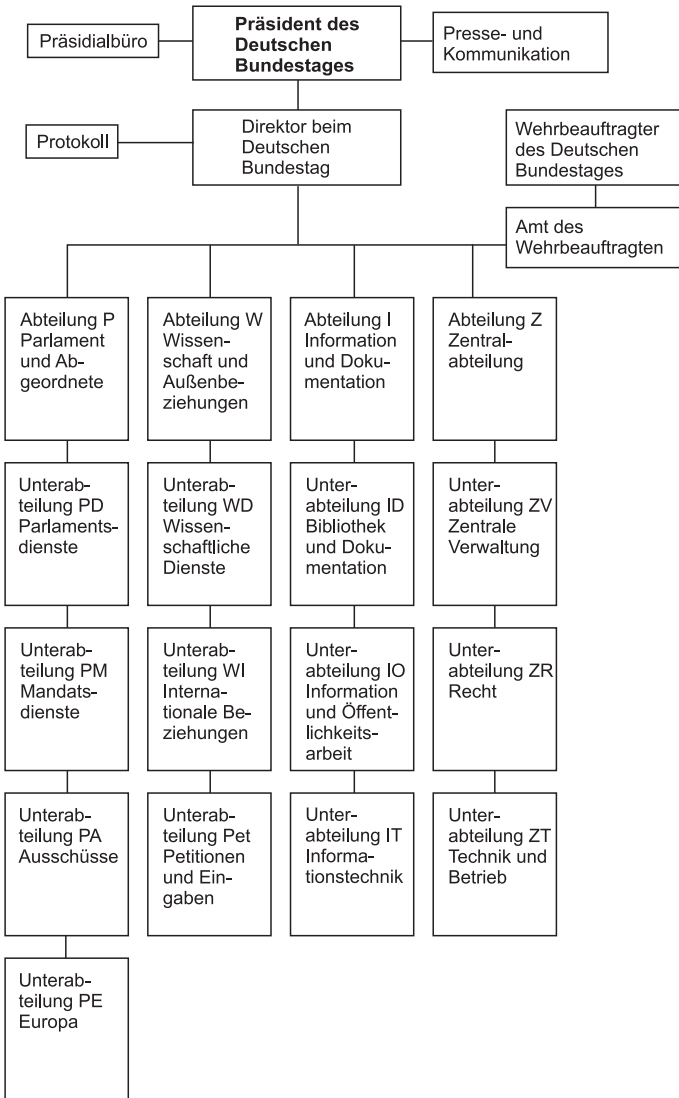 Präsidialbüro
Präsident des
Deutschen
Bundestages
Presse- und
Kommunikation
Protokoll
Direktor beim
Deutschen
Bundestag
Wehrbeauftragter
des Deutschen
Bundestages
Amt des
Wehrbeauftragten
Abteilung P
Parlament
und Ab-
geordnete
Abteilung W
Wissen-
schaft und
Außenbe-
ziehungen
Abteilung I
Information
und Doku-
mentation
Abteilung Z
Zentral-
abteilung
Unterab-
teilung PD
Parlaments-
dienste
Unterab-
teilung WD
Wissen-
schaftliche
Dienste
Unter-
abteilung ID
Bibliothek
und Doku-
mentation
Unter-
abteilung ZV
Zentrale
Verwaltung
Unterab-
teilung PM
Mandats-
dienste
Unterab-
teilung WI
Interna-
tionale Be-
ziehungen
Unter-
abteilung IO
Information
und Öffent-
lichkeits-
arbeit
Unter-
abteilung ZR
Recht
Unterab-
teilung PA
Ausschüsse
Unterab-
teilung Pet
Petitionen
und Ein-
gaben
Unter-
abteilung IT
Informa-
tionstechnik
Unter-
abteilung ZT
Technik und
Betrieb
Unterab-
teilung PE
Europa